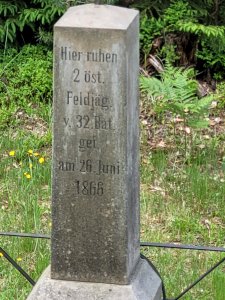 Hier ruhen
2 öst.
Feldjäg.
v. 32. Bat.
gef.
am 26. Juni
1866